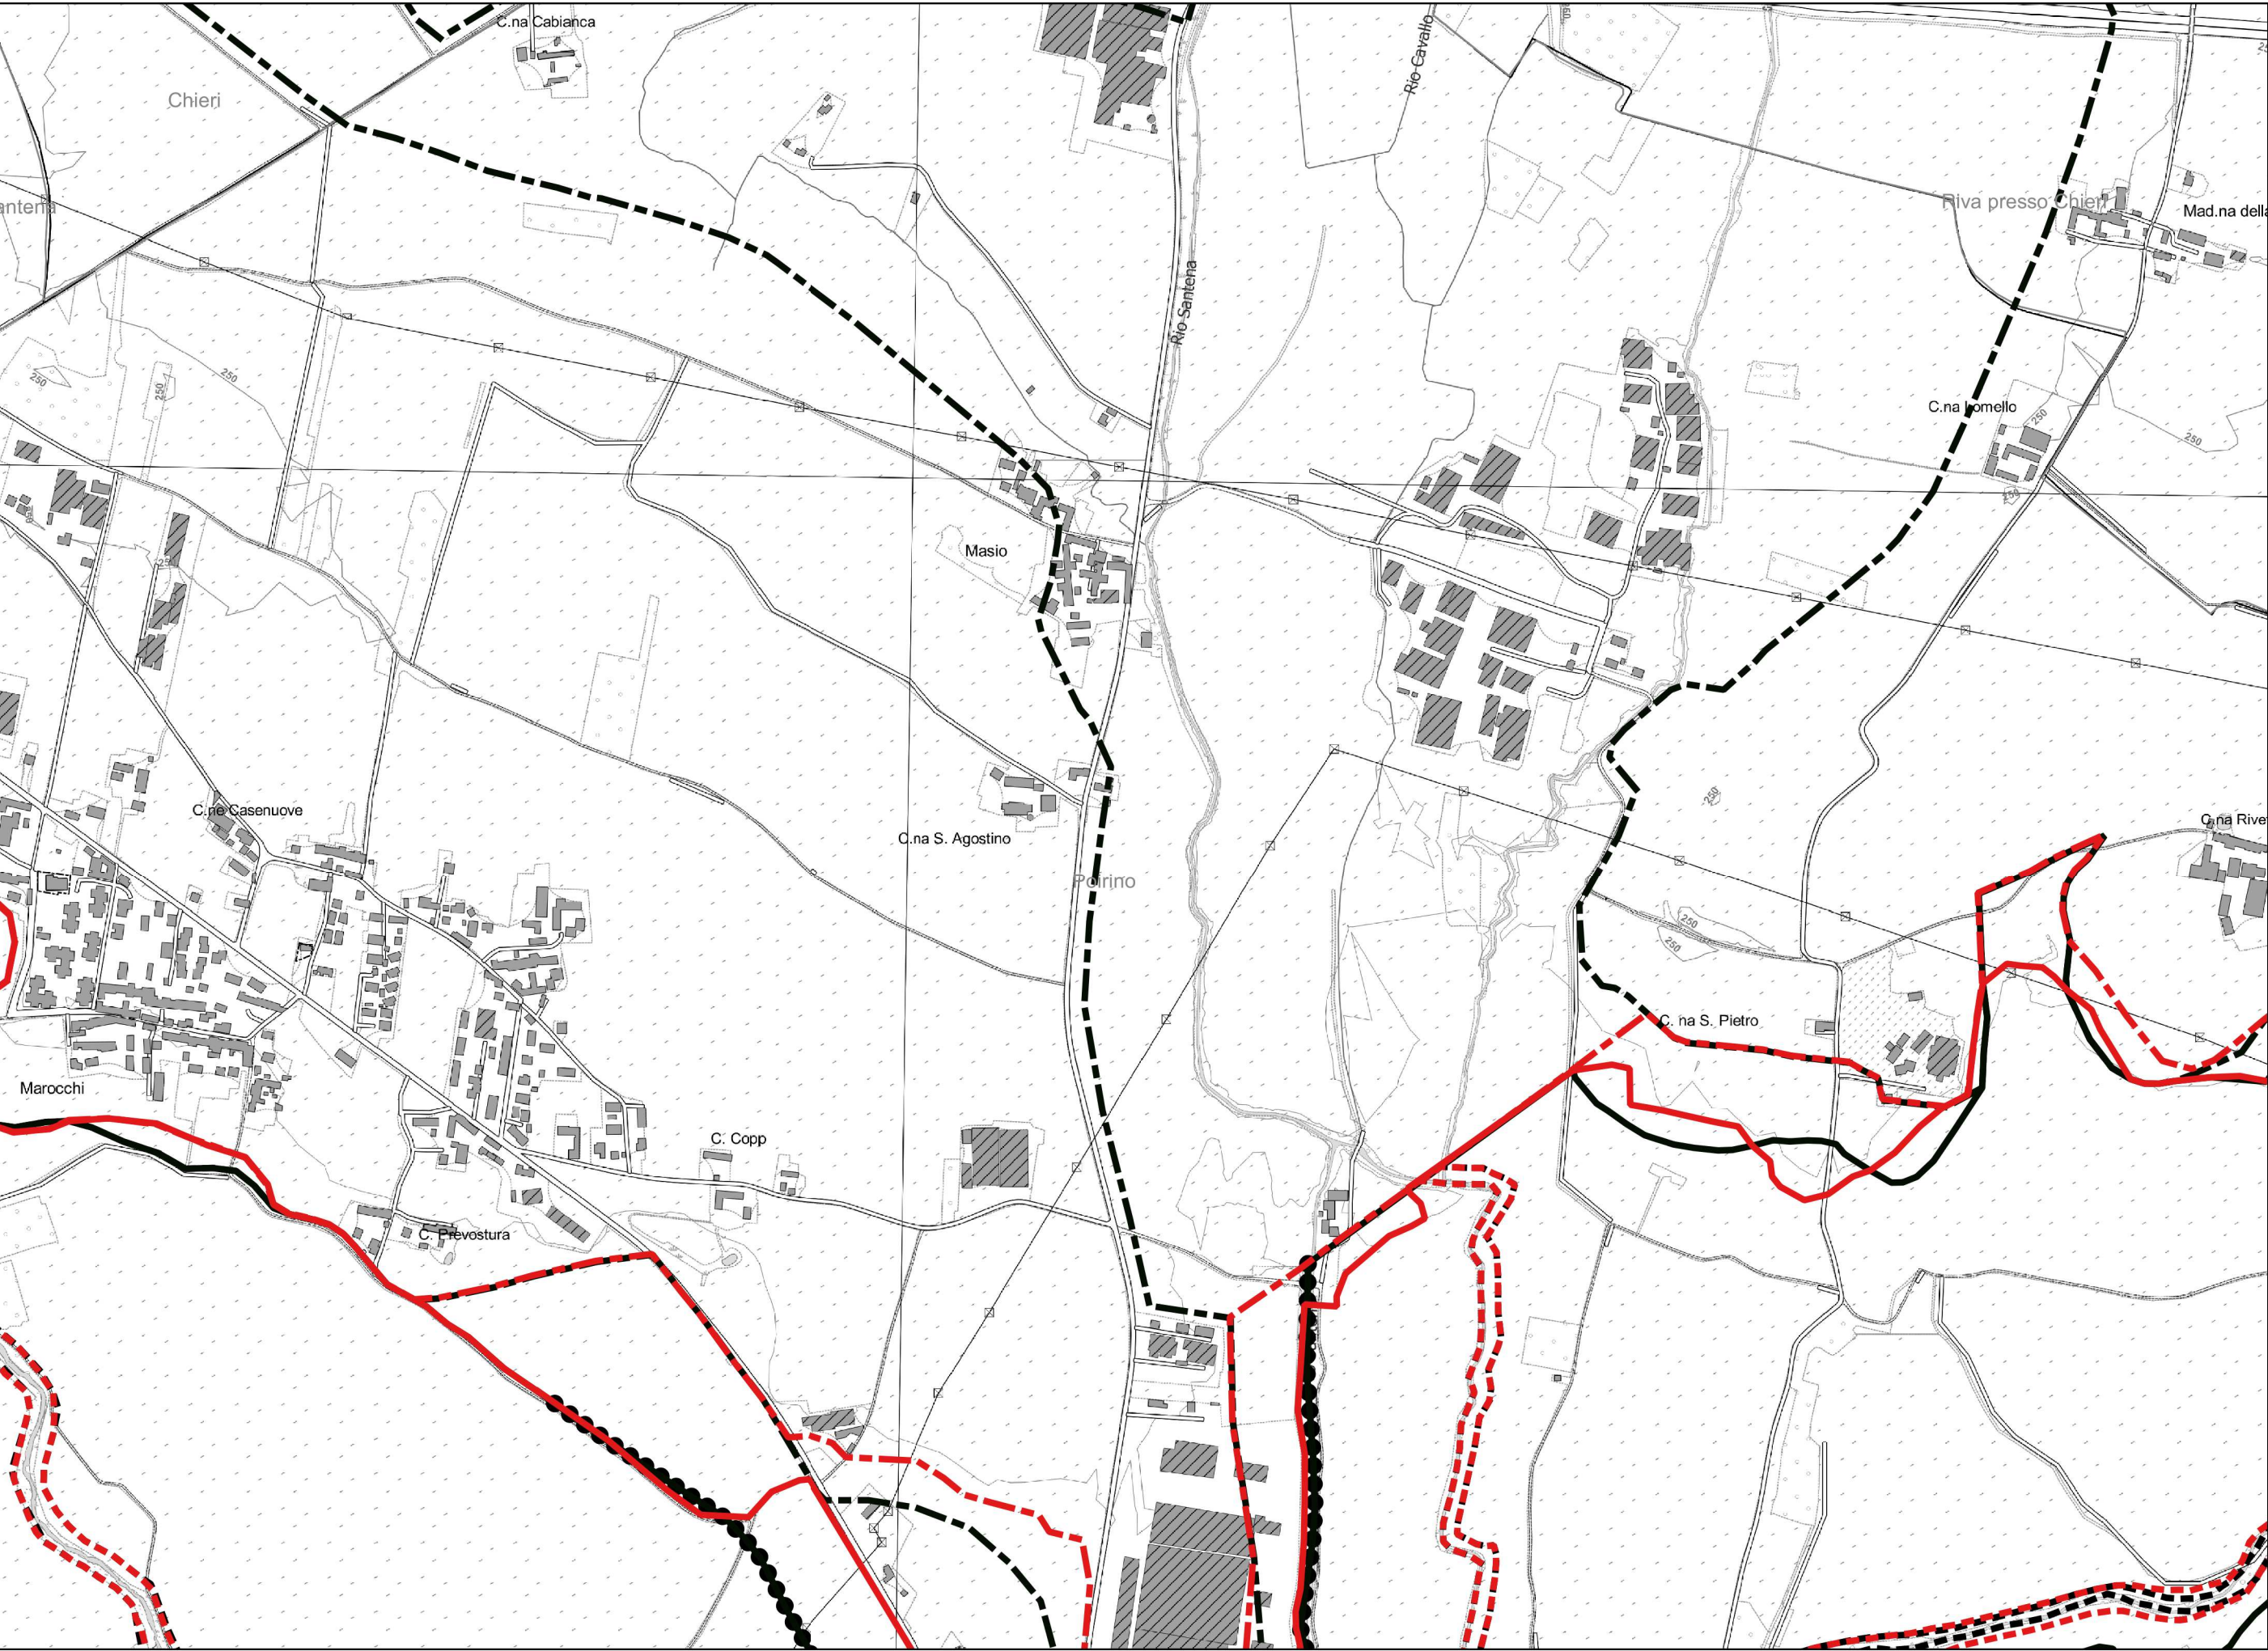 C.na Cabianca
Rio Cavallo
Chieri
antena
Riva presso Chieri
Mad.na della
Rio Santena
250
250
250
C.na Lomello
250
250
250
Masio
250
C.ne Casenuove
C.na S. Agostino
C.na Rive
Poirino
250
250
C. na S. Pietro
Marocchi
C. Copp
C. Prevostura